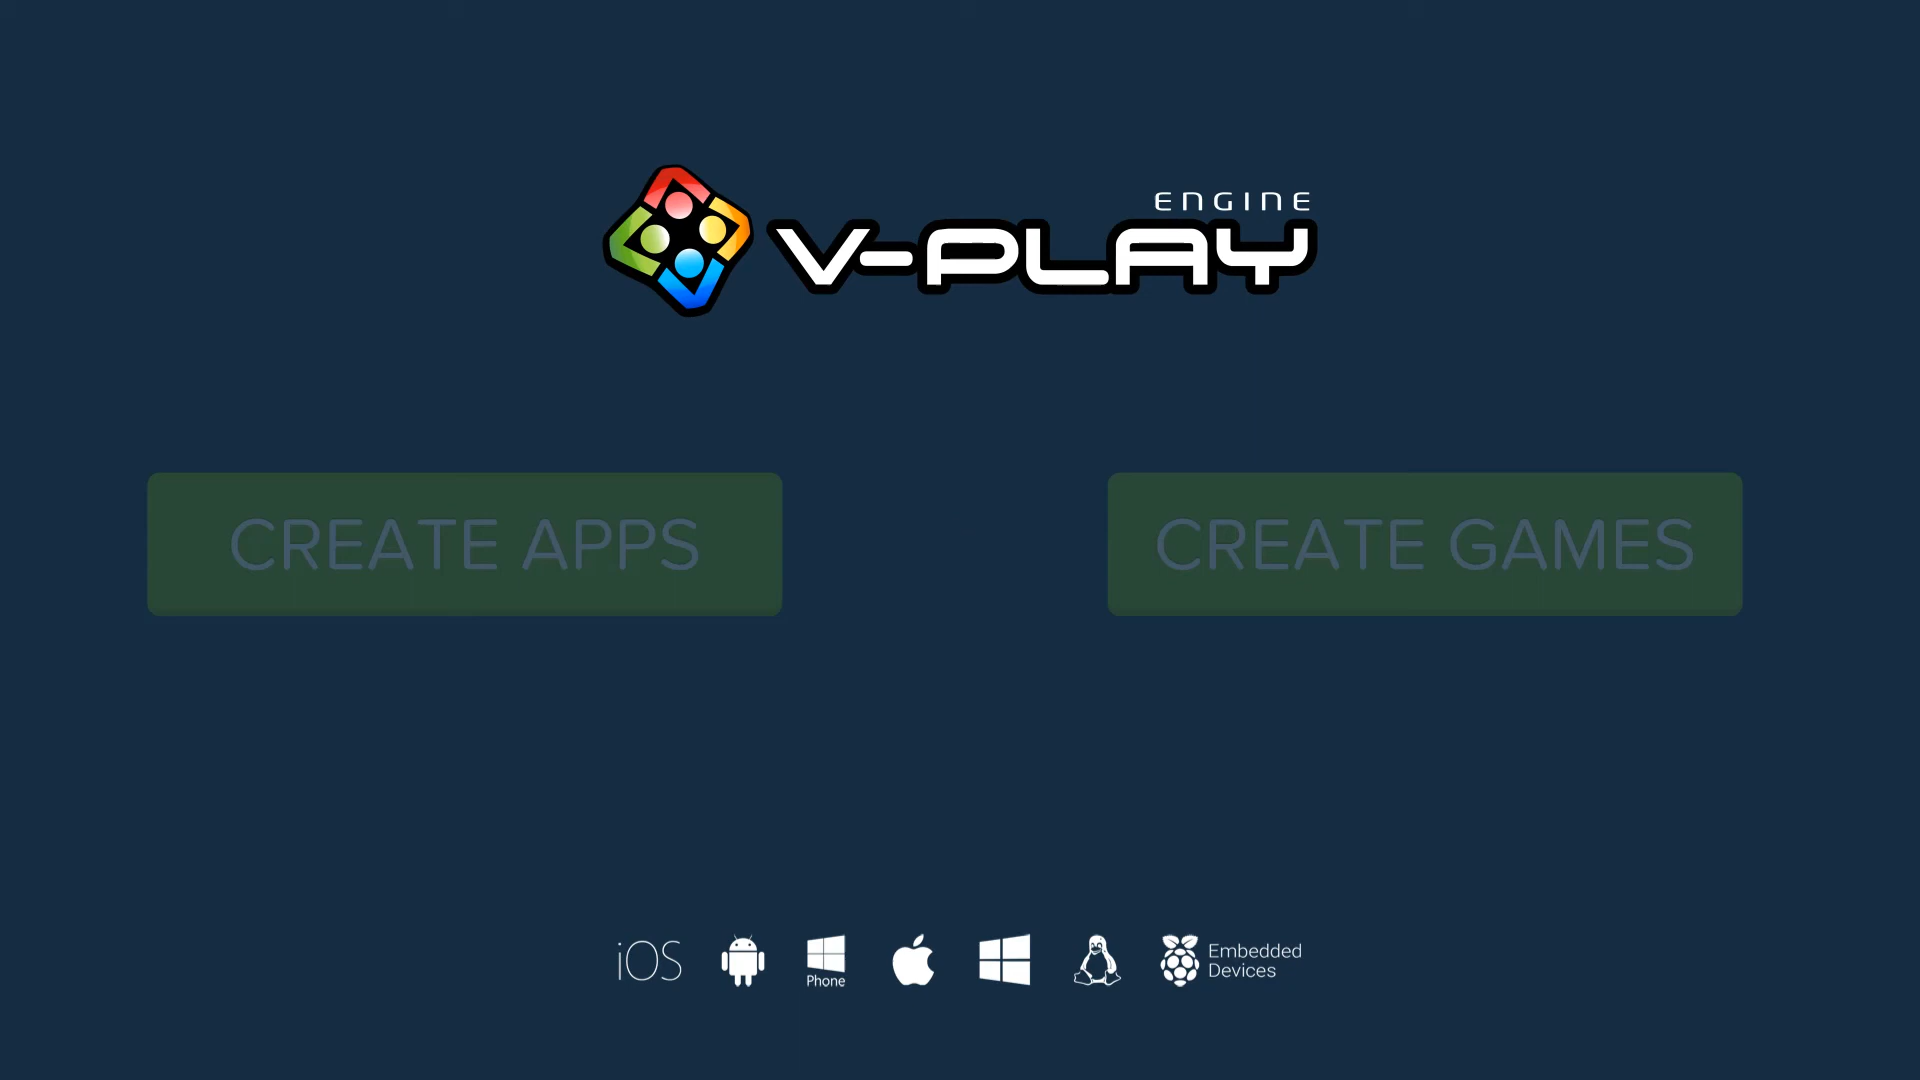 ENGINE
V-PLAY
CREATE APPS
CREATE GAMES
iOS
Phone
Embedded
Devices